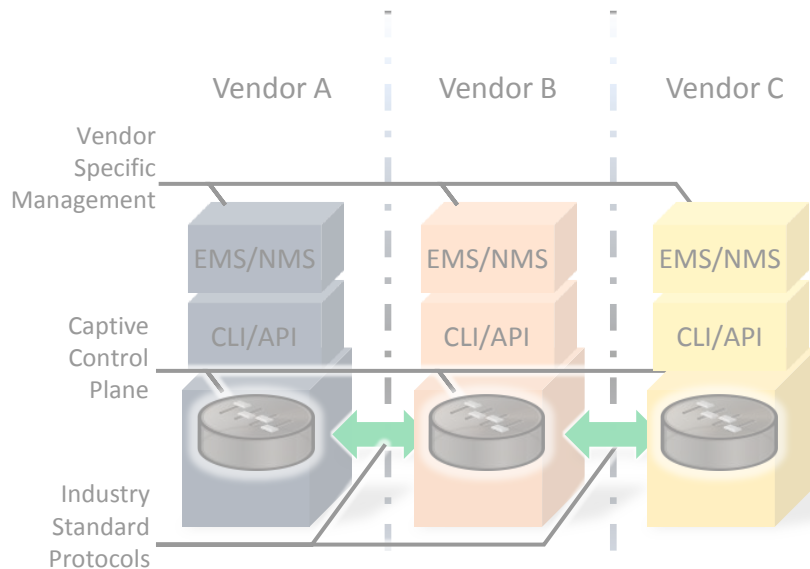 Vendor A
Vendor B
Vendor C
Vendor
Specific
Management
EMS/NMS
EMS/NMS
EMS/NMS
CLI/API
CLI/API
CLI/API
Captive
Control
Plane
Industry
Standard
Protocols